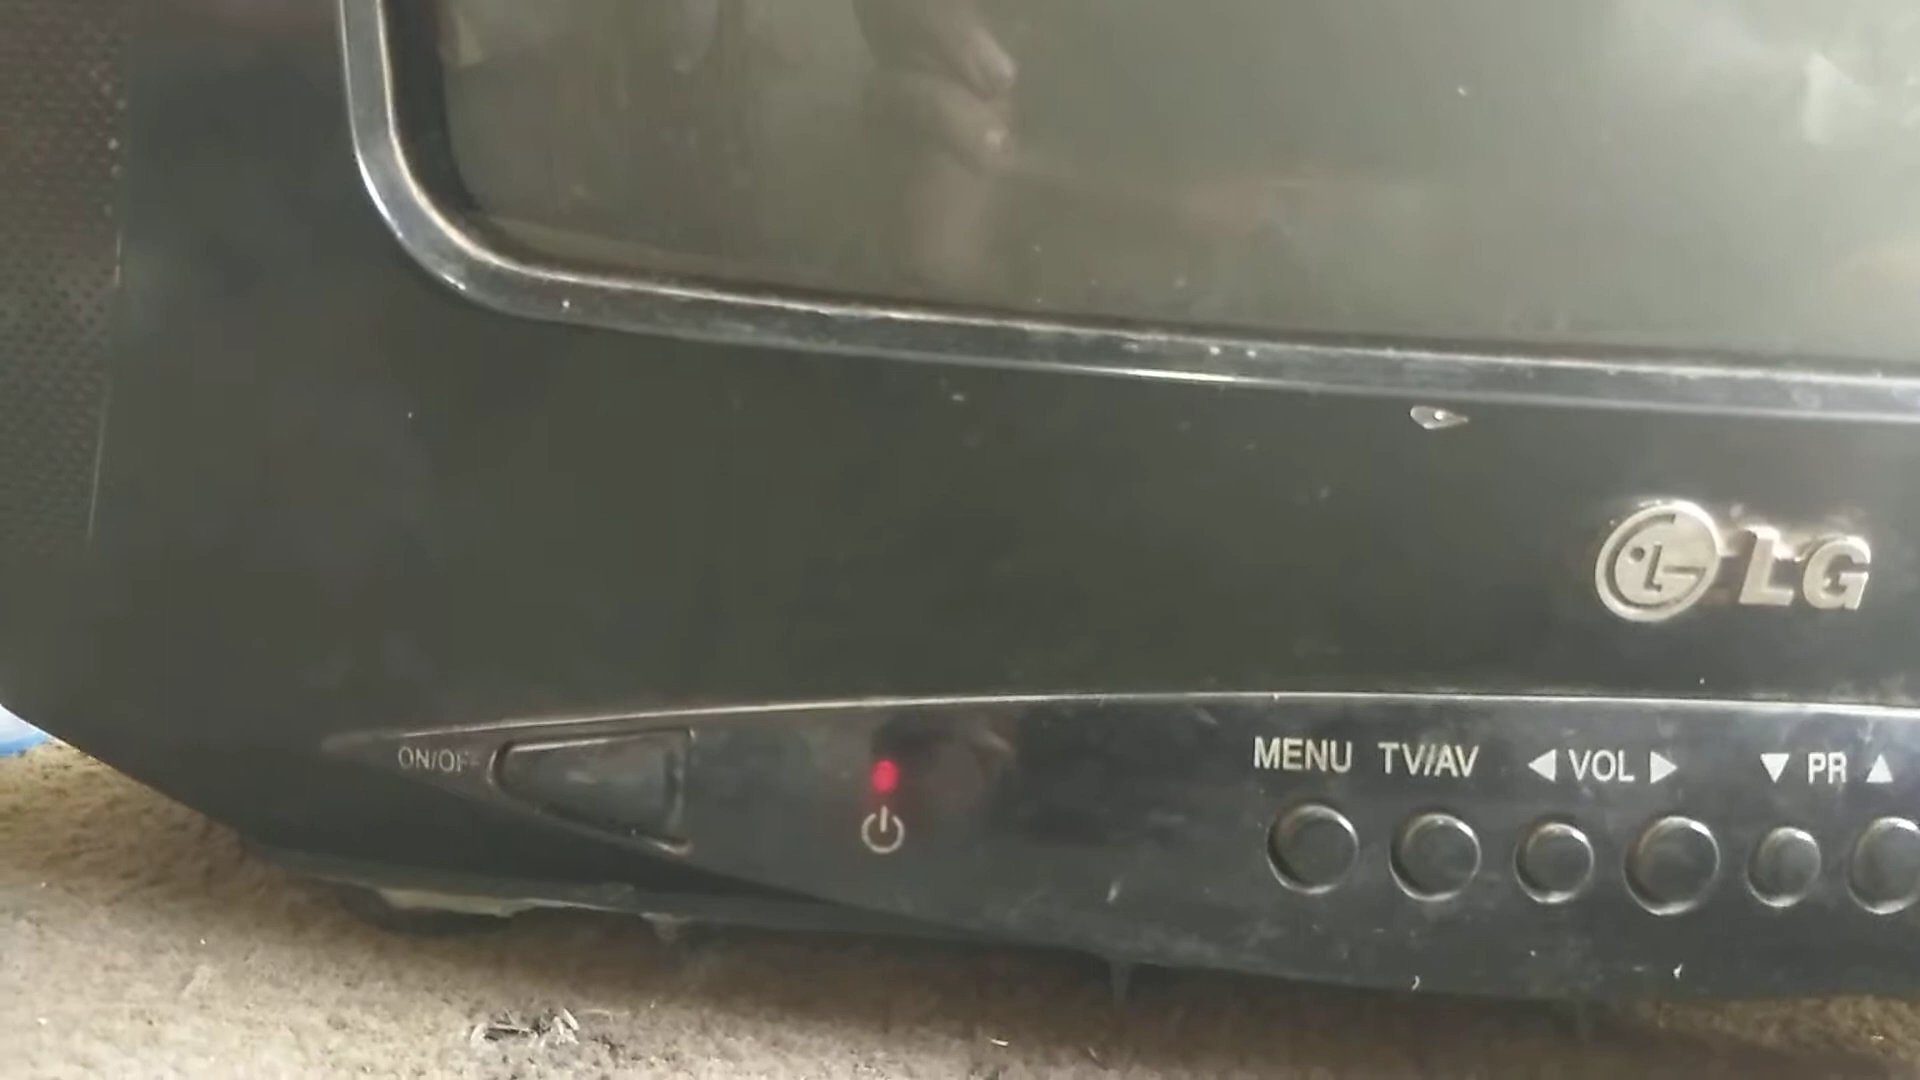 LG
ON/OFF
MENU TV/AV ◀ VOL ▶ ▼ PR ▲